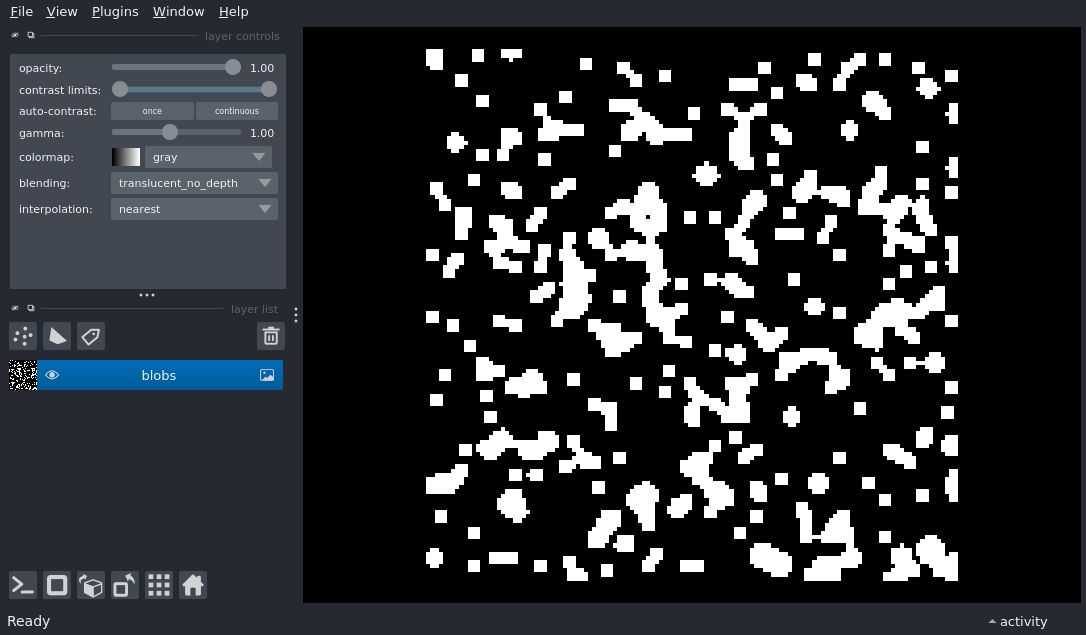 File View Plugins Window Help
layer controls
opacity: 1.00
contrast limits:
auto-contrast: once continuous
gamma: 1.00
colormap: gray
blending: translucent_no_depth
interpolation: nearest
layer list
blobs
Ready activity